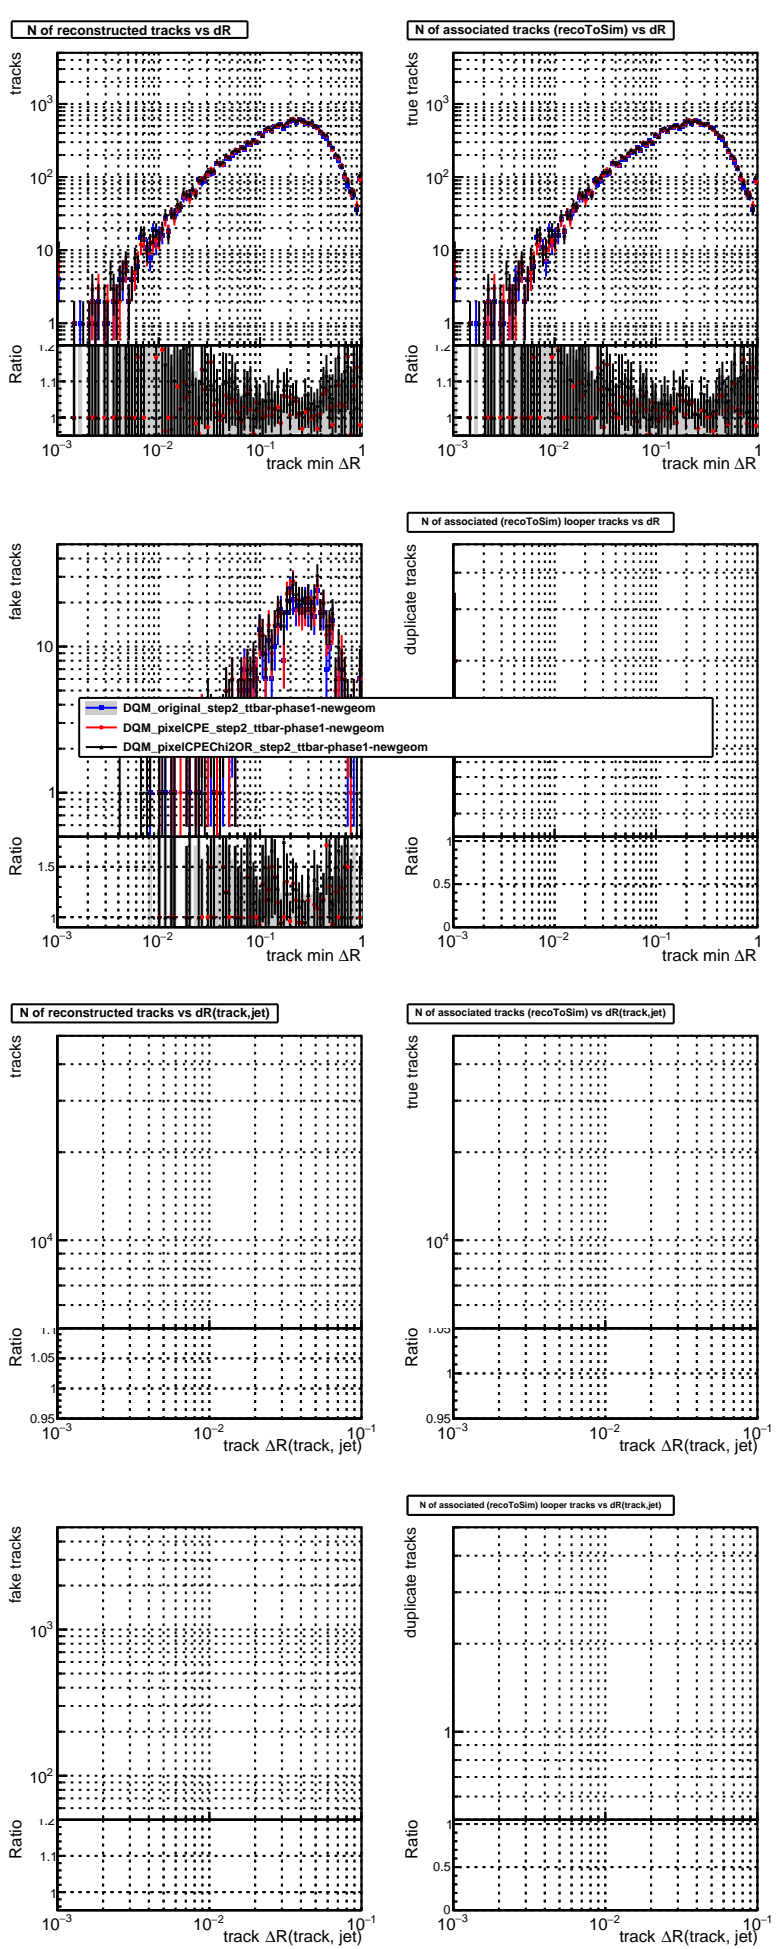 N of reconstructed tracks vs dR
tracks
10³
10²
10
1
Ratio
1.2
1.1
1
10⁻³ 10⁻² 10⁻¹ 1
track min ΔR
N of associated tracks (recoToSim) vs dR
true tracks
10³
10²
10
1
Ratio
1.2
1.1
1
10⁻³ 10⁻² 10⁻¹ 1
track min ΔR
fake tracks
10
1
Ratio
1.5
1
10⁻³ 10⁻² 10⁻¹ 1
track min ΔR
N of associated (recoToSim) looper tracks vs dR
duplicate tracks
Ratio
1
0.5
0
10⁻³ 10⁻² 10⁻¹ 1
track min ΔR
DQM_original_step2_ttbar-phase1-newgeom
DQM_pixelCPE_step2_ttbar-phase1-newgeom
DQM_pixelCPEChi2OR_step2_ttbar-phase1-newgeom
N of reconstructed tracks vs dR(track,jet)
tracks
10⁴
Ratio
1.1
1.05
1
0.95
10⁻³ 10⁻² 10⁻¹
track ΔR(track, jet)
N of associated tracks (recoToSim) vs dR(track,jet)
true tracks
10⁴
Ratio
1.05
1
0.95
10⁻³ 10⁻² 10⁻¹
track ΔR(track, jet)
fake tracks
10³
10²
Ratio
1.2
1.1
1
10⁻³ 10⁻² 10⁻¹
track ΔR(track, jet)
N of associated (recoToSim) looper tracks vs dR(track,jet)
duplicate tracks
1
Ratio
1
0.5
0
10⁻³ 10⁻² 10⁻¹
track ΔR(track, jet)